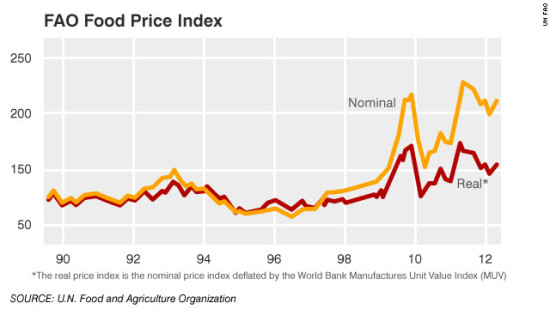 UN FAO
FAO Food Price Index
250
200
150
50
Nominal
Real*
90 92 94 96 98 10 12
*The real price index is the nominal price index deflated by the World Bank Manufactures Unit Value Index (MUV)
SOURCE: U.N. Food and Agriculture Organization